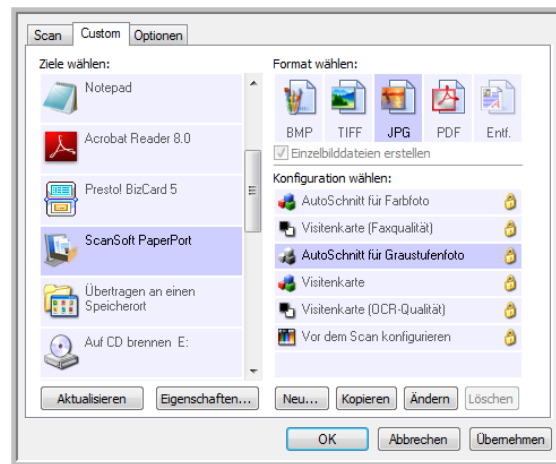 Scan Custom Optionen
Ziele wählen:
Notepad
Acrobat Reader 8.0
Presto! BizCard 5
ScanSoft PaperPort
Übertragen an einen
Speicherort
Auf CD brennen E:
Aktualisieren Eigenschaften...
Format wählen:
BMP TIFF JPG PDF Entf.
Einzelbilddateien erstellen
Konfiguration wählen:
AutoSchnitt für Farbfoto
Visitenkarte (Faxqualität)
AutoSchnitt für Graustufenfoto
Visitenkarte
Visitenkarte (OCR-Qualität)
Vor dem Scan konfigurieren
Neu... Kopieren Ändern Löschen
OK Abbrechen Übernehmen